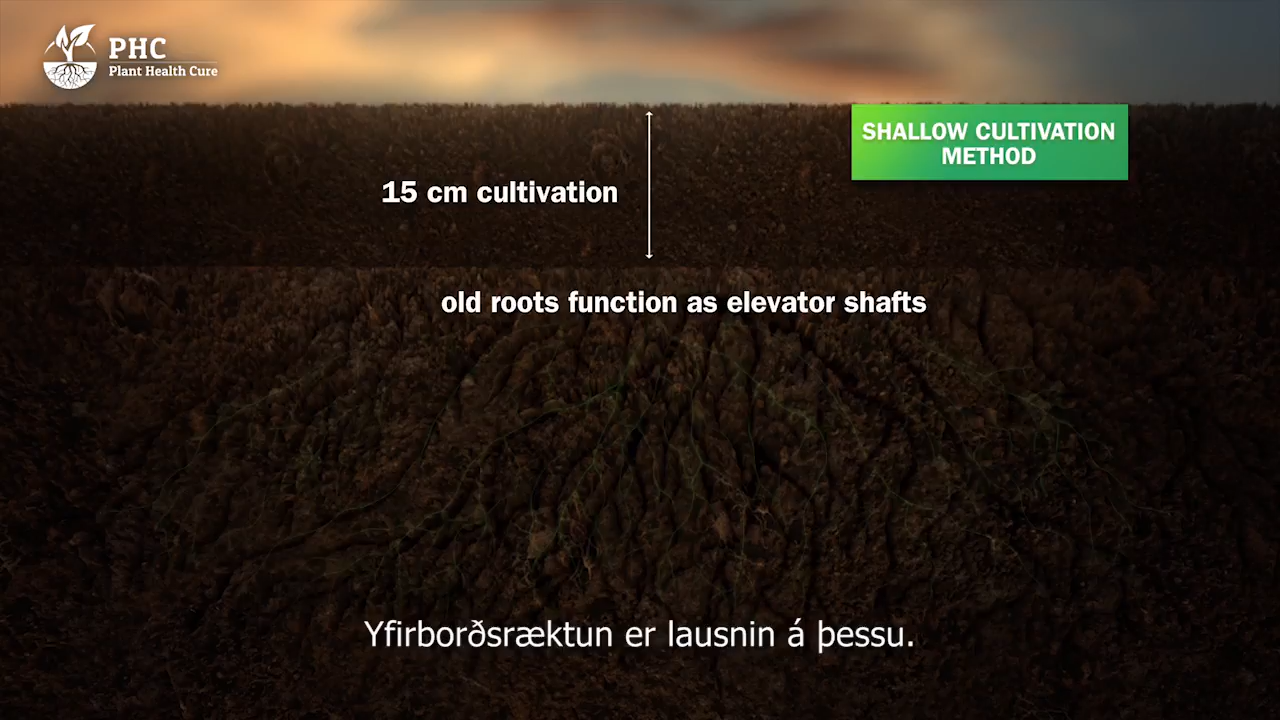 PHC
Plant Health Cure
SHALLOW CULTIVATION
METHOD
15 cm cultivation
old roots function as elevator shafts
Yfirborðsræktun er lausnin á þessu.